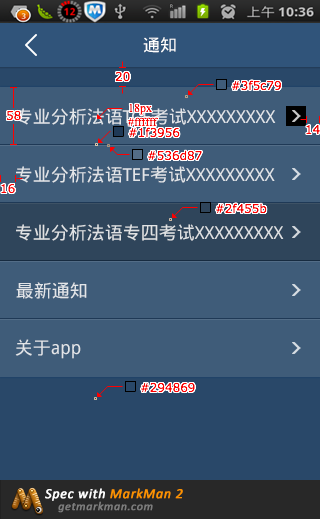 3
12
上午 10:36
通知
20
#3f5c79
18px
#ffffff
58
专业分析法语考试XXXXXXXXX
14
#1f3956
#536d87
专业分析法语TEF考试XXXXXXXXX
16
#2f455b
专业分析法语专四考试XXXXXXXXX
最新通知
关于app
#294869
Spec with MarkMan 2
getmarkman.com